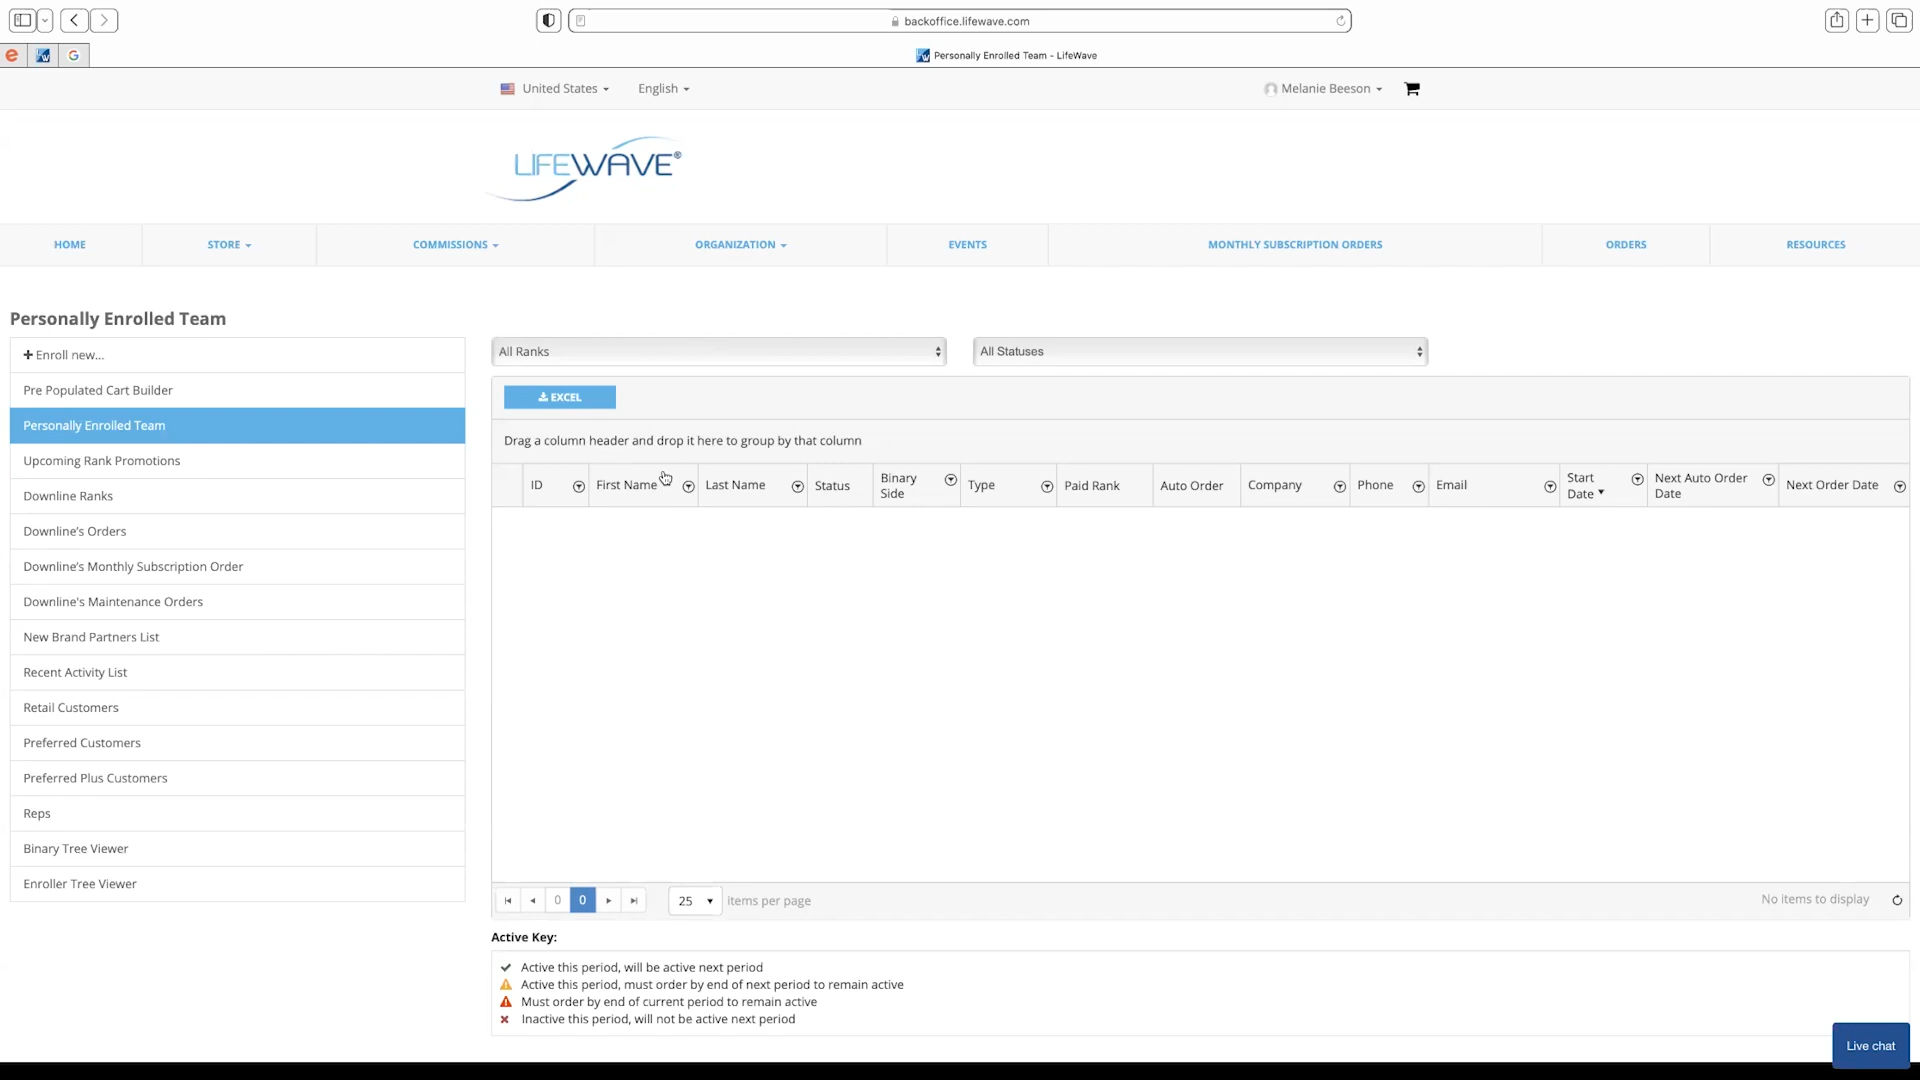 backoffice.lifewave.com
Personally Enrolled Team - LifeWave
United States
English
Melanie Beeson
LIFEWAVE®
HOME
STORE
COMMISSIONS
ORGANIZATION
EVENTS
MONTHLY SUBSCRIPTION ORDERS
ORDERS
RESOURCES
Personally Enrolled Team
Enroll new...
Pre Populated Cart Builder
Personally Enrolled Team
Upcoming Rank Promotions
Downline Ranks
Downline's Orders
Downline's Monthly Subscription Order
Downline's Maintenance Orders
New Brand Partners List
Recent Activity List
Retail Customers
Preferred Customers
Preferred Plus Customers
Reps
Binary Tree Viewer
Enroller Tree Viewer
All Ranks
All Statuses
EXCEL
Drag a column header and drop it here to group by that column
ID
First Name
Last Name
Status
Binary
Side
Type
Paid Rank
Auto Order
Company
Phone
Email
Start
Date
Next Auto Order
Date
Next Order Date
0
0
25
items per page
No items to display
Active Key:
Active this period, will be active next period
Active this period, must order by end of next period to remain active
Must order by end of current period to remain active
Inactive this period, will not be active next period
Live chat